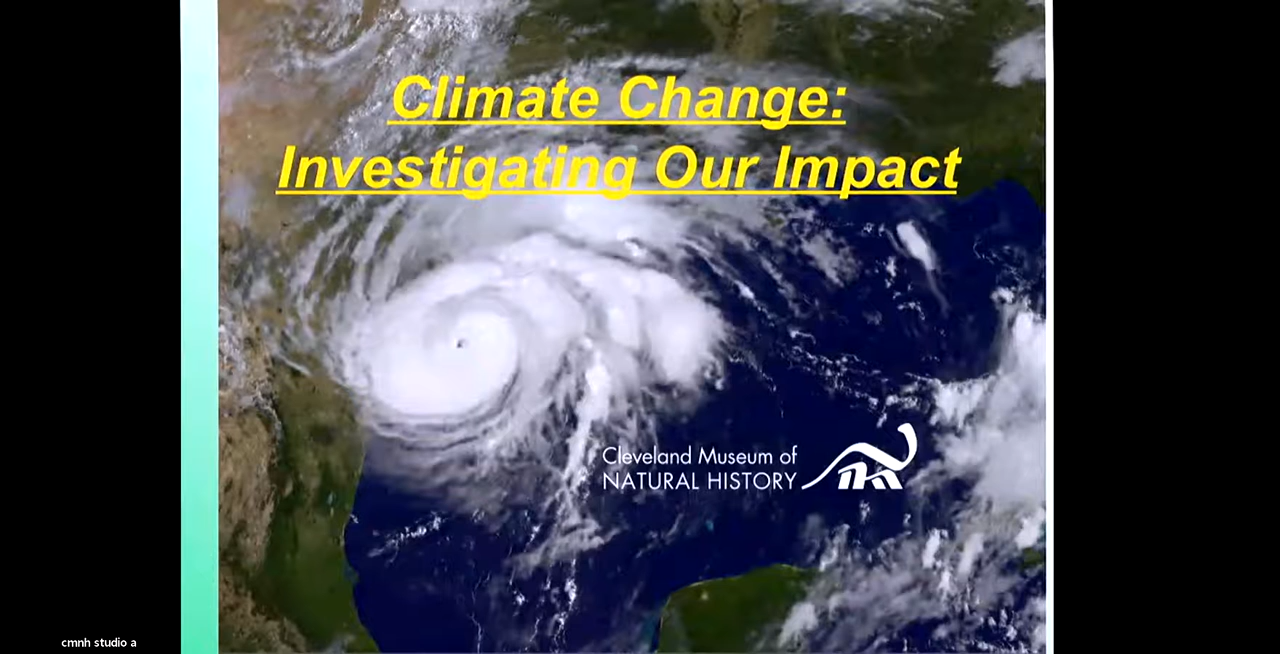 Climate Change:
Investigating Our Impact
Cleveland Museum of
NATURAL HISTORY
cmnh studio a